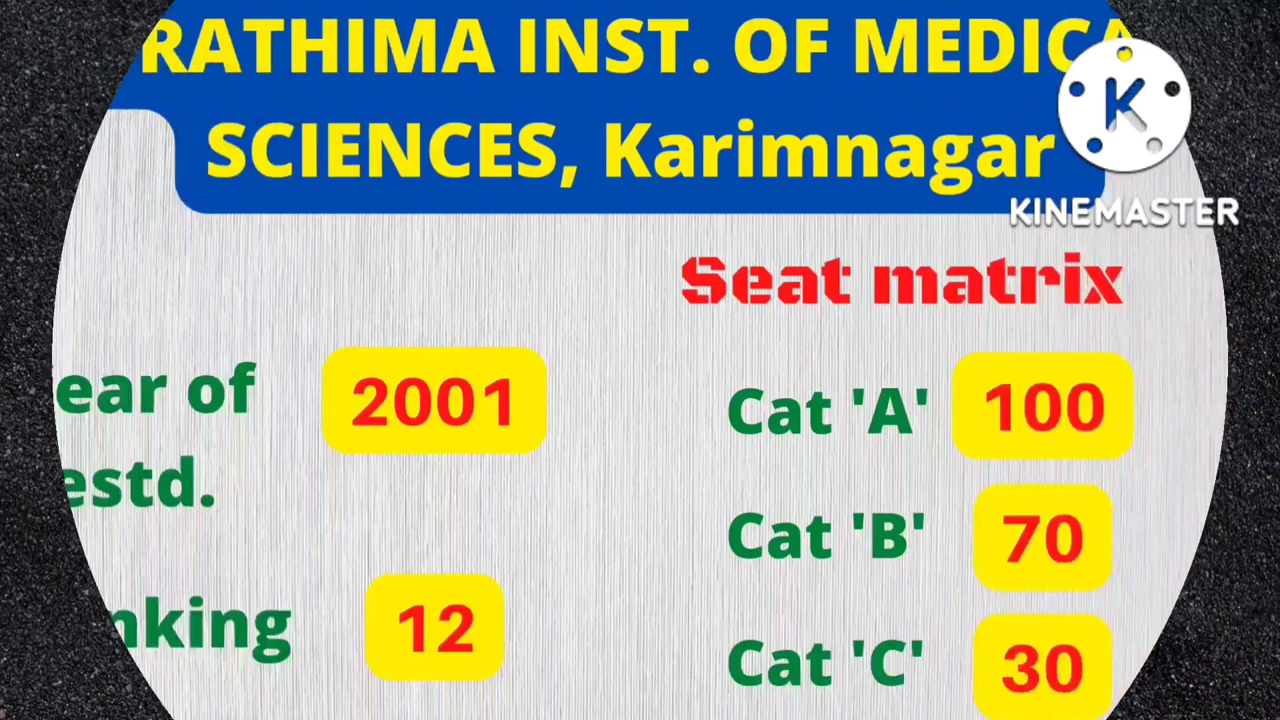 RATHIMA INST. OF MEDICA
SCIENCES, Karimnagar
K
KINEMASTER
Seat matrix
ear of
estd.
2001
Cat 'A' 100
Cat 'B' 70
nking 12
Cat 'C' 30